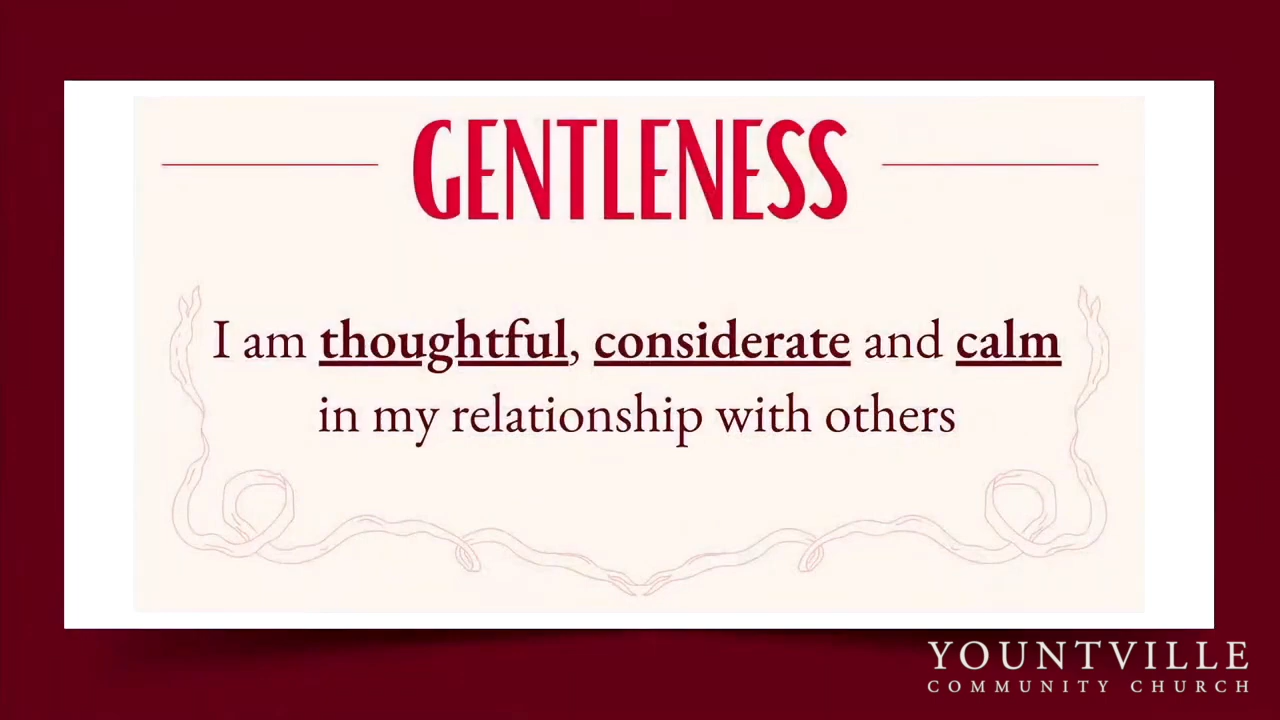 GENTLENESS
I am thoughtful, considerate and calm
in my relationship with others
YOUNTVILLE
COMMUNITY CHURCH